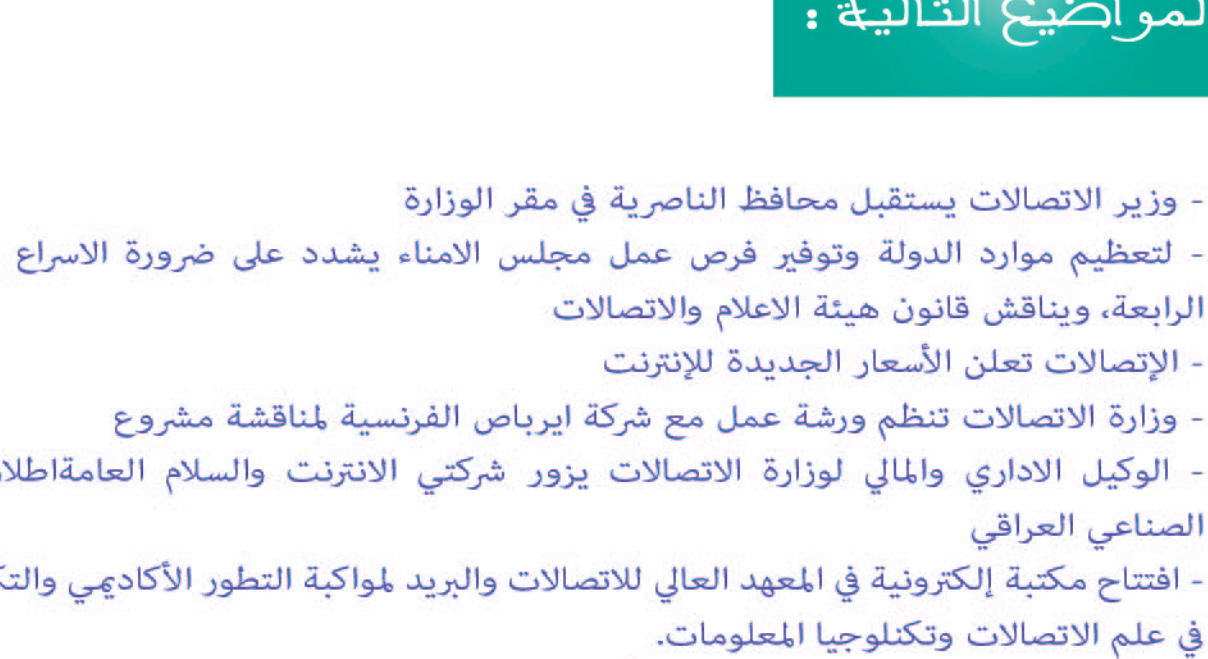 المواضيع التالية :
- وزير الاتصالات يستقبل محافظ الناصرية في مقر الوزارة
- لتعظيم موارد الدولة وتوفير فرص عمل مجلس الامناء يشدد على ضرورة الاسراع
الرابعة، ويناقش قانون هيئة الاعلام والاتصالات
- الإتصالات تعلن الأسعار الجديدة للإنترنت
- وزارة الاتصالات تنظم ورشة عمل مع شركة ايرباص الفرنسية لمناقشة مشروع
- الوكيل الاداري والمالي لوزارة الاتصالات يزور شركتي الانترنت والسلام العامة
الصناعي العراقي
- افتتاح مكتبة إلكترونية في المعهد العالي للاتصالات والبريد لمواكبة التطور الأكاديمي
في علم الاتصالات وتكنلوجيا المعلومات.